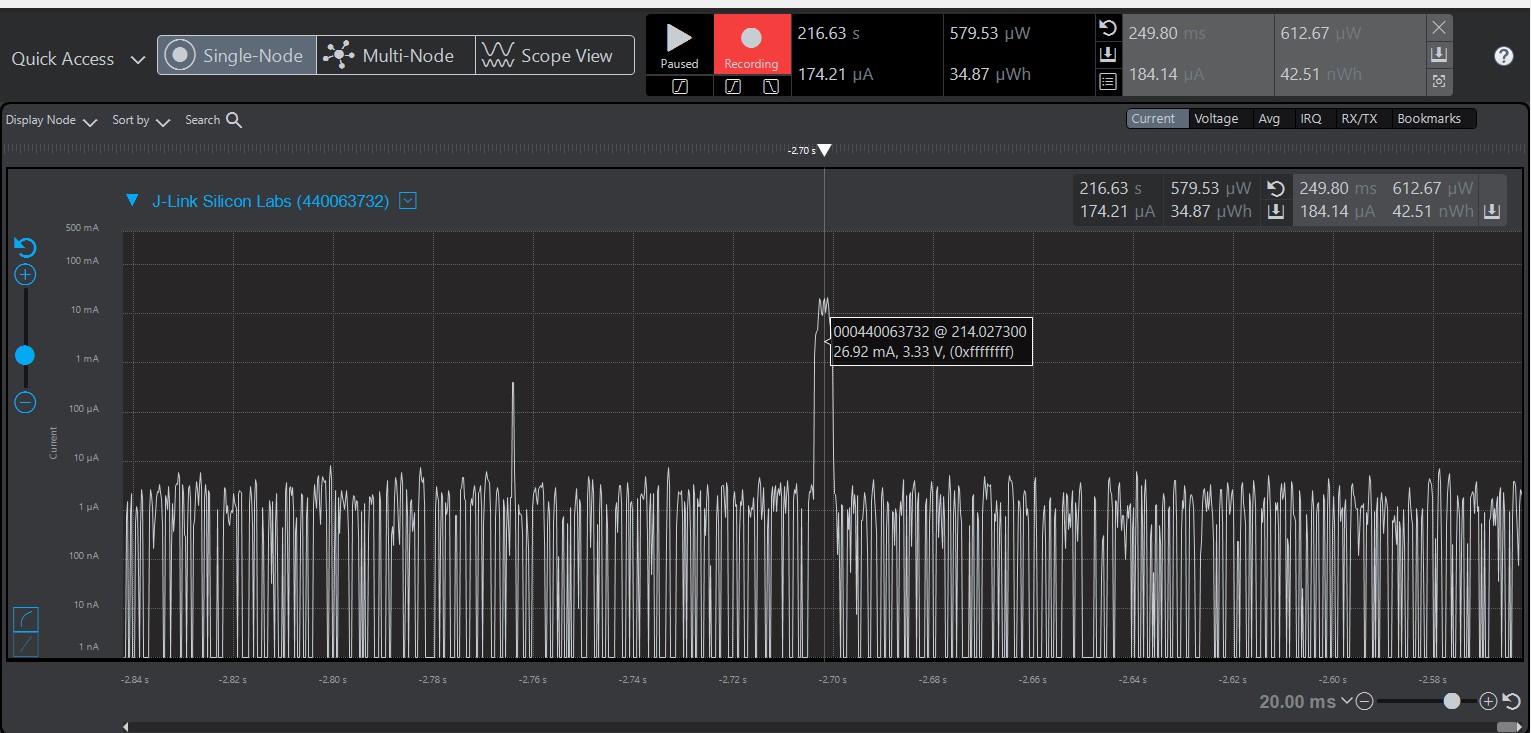 Quick Access
Single-Node
Multi-Node
Scope View
Paused
Recording
216.63 s
174.21 µA
579.53 µW
34.87 µWh
249.80 ms
184.14 µA
612.67 µW
42.51 nWh
Display Node
Sort by
Search
Current
Voltage
Avg
IRQ
RX/TX
Bookmarks
-2.70 s
J-Link Silicon Labs (440063732)
216.63 s 579.53 µW
174.21 µA 34.87 µWh
249.80 ms 612.67 µW
184.14 µA 42.51 nWh
500 mA
100 mA
10 mA
1 mA
100 µA
10 µA
1 µA
100 nA
10 nA
1 nA
Current
000440063732 @ 214.027300
26.92 mA, 3.33 V, (0xffffffff)
-2.84 s -2.82 s -2.80 s -2.78 s -2.76 s -2.74 s -2.72 s -2.70 s -2.68 s -2.66 s -2.64 s -2.62 s -2.60 s -2.58 s
20.00 ms